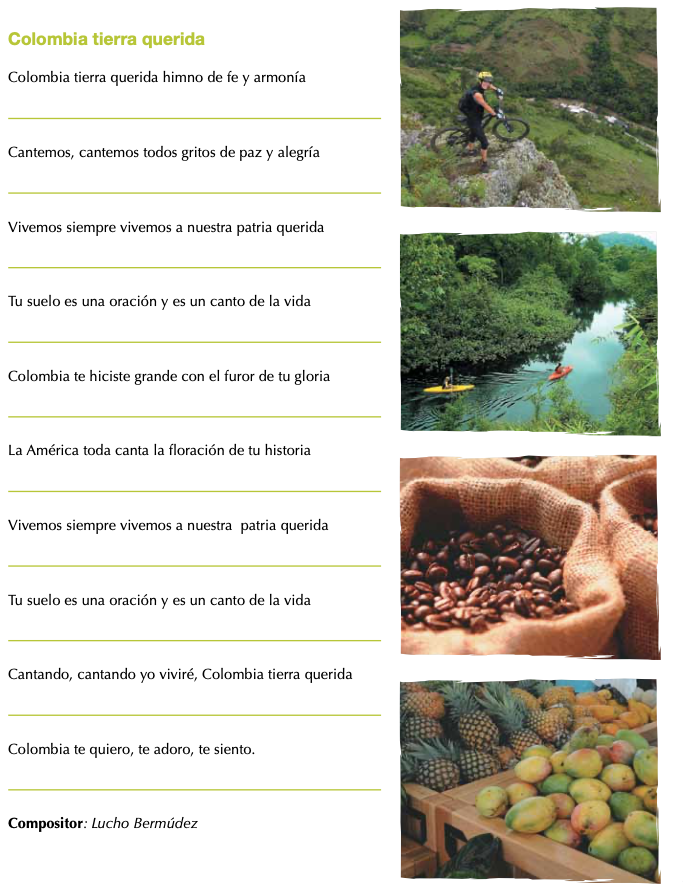 Colombia tierra querida
Colombia tierra querida himno de fe y armonía
Cantemos, cantemos todos gritos de paz y alegría
Vivemos siempre vivemos a nuestra patria querida
Tu suelo es una oración y es un canto de la vida
Colombia te hiciste grande con el furor de tu gloria
La América toda canta la floración de tu historia
Vivemos siempre vivemos a nuestra patria querida
Tu suelo es una oración y es un canto de la vida
Cantando, cantando yo viviré, Colombia tierra querida
Colombia te quiero, te adoro, te siento.
Compositor: Lucho Bermúdez